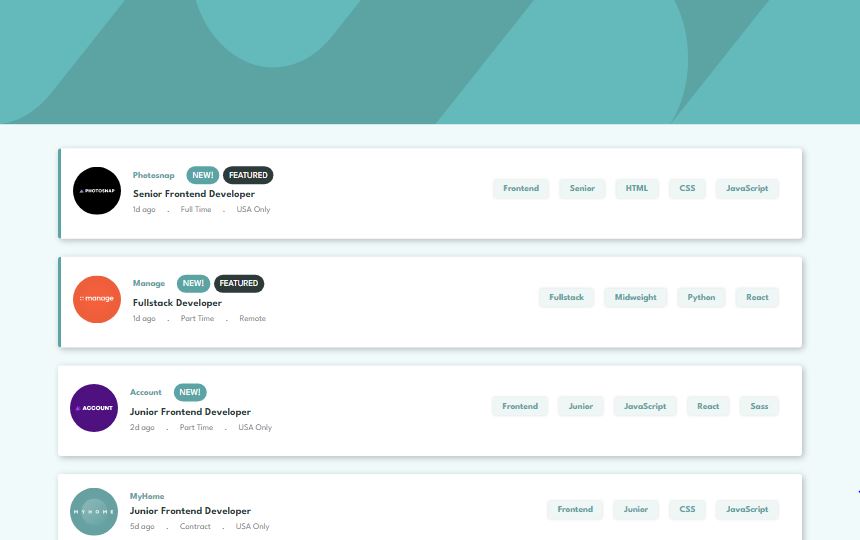 Photosnap NEW! FEATURED
PHOTOSNAP
Senior Frontend Developer
1d ago . Full Time . USA Only
Frontend Senior HTML CSS JavaScript
Manage NEW! FEATURED
manage
Fullstack Developer
1d ago . Part Time . Remote
Fullstack Midweight Python React
Account NEW!
ACCOUNT
Junior Frontend Developer
2d ago . Part Time . USA Only
Frontend Junior JavaScript React Sass
MyHome
MYHOME
Junior Frontend Developer
5d ago . Contract . USA Only
Frontend Junior CSS JavaScript